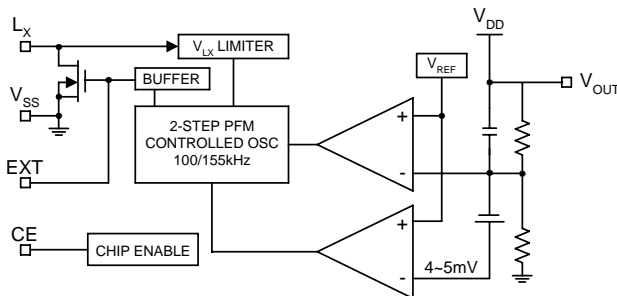 LX
VDD
VLX LIMITER
VREF
BUFFER
VOUT
VSS
2-STEP PFM
CONTROLLED OSC
100/155kHz
+
-
EXT
CE
CHIP ENABLE
+
-
4~5mV